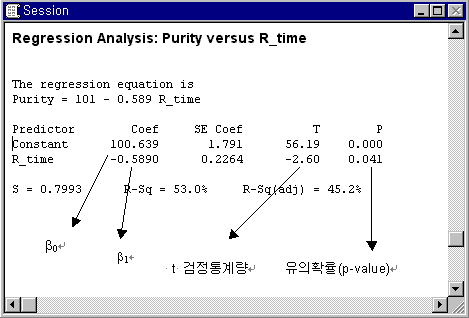 Session
Regression Analysis: Purity versus R_time
The regression equation is
Purity = 101 - 0.589 R_time
Predictor Coef SE Coef T P
Constant 100.639 1.791 56.19 0.000
R_time -0.5890 0.2264 -2.60 0.041
S = 0.7993 R-Sq = 53.0% R-Sq(adj) = 45.2%
β0
β1
t 검정통계량
유의확률(p-value)